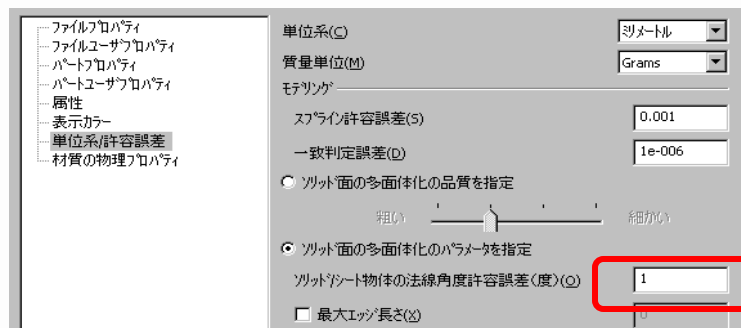 ファイルプロパティ
ファイルユーザプロパティ
パートプロパティ
パートユーザプロパティ
属性
表示カラー
単位系/許容誤差
材質の物理プロパティ
単位系(C) ミリメートル
質量単位(M) Grams
モデリング
スプライン許容誤差(S) 0.001
一致判定誤差(D) 1e-006
ソリッド面の多面体化の品質を指定
粗い 細かい
ソリッド面の多面体化のパラメータを指定
ソリッド/シート物体の法線角度許容誤差(度)(O) 1
最大エッジ長さ(X) 0